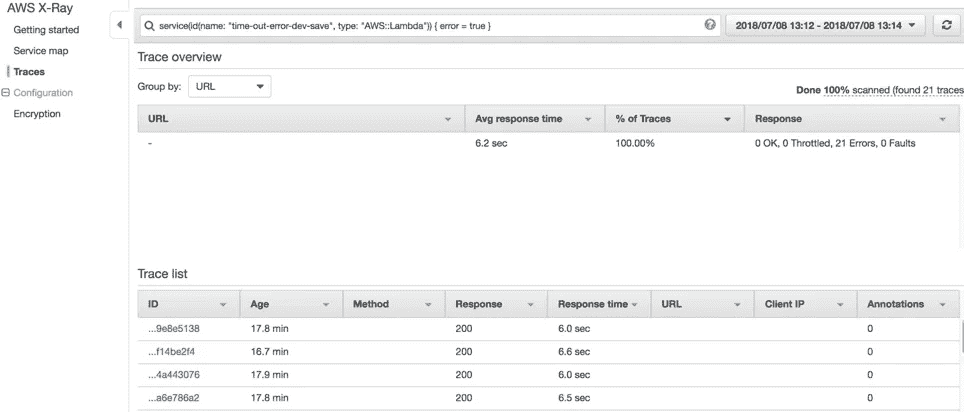 AWS X-Ray
Getting started
Service map
Traces
Configuration
Encryption
service(id(name: "time-out-error-dev-save", type: "AWS::Lambda")) { error = true }
2018/07/08 13:12 - 2018/07/08 13:14
Trace overview
Group by: URL
Done 100% scanned (found 21 traces
URL Avg response time % of Traces Response
- 6.2 sec 100.00% 0 OK, 0 Throttled, 21 Errors, 0 Faults
Trace list
ID Age Method Response Response time URL Client IP Annotations
...9e8e5138 17.8 min 200 6.0 sec 0
...f14be2f4 16.7 min 200 6.6 sec 0
...4a443076 17.9 min 200 6.0 sec 0
...a6e786a2 17.8 min 200 6.5 sec 0